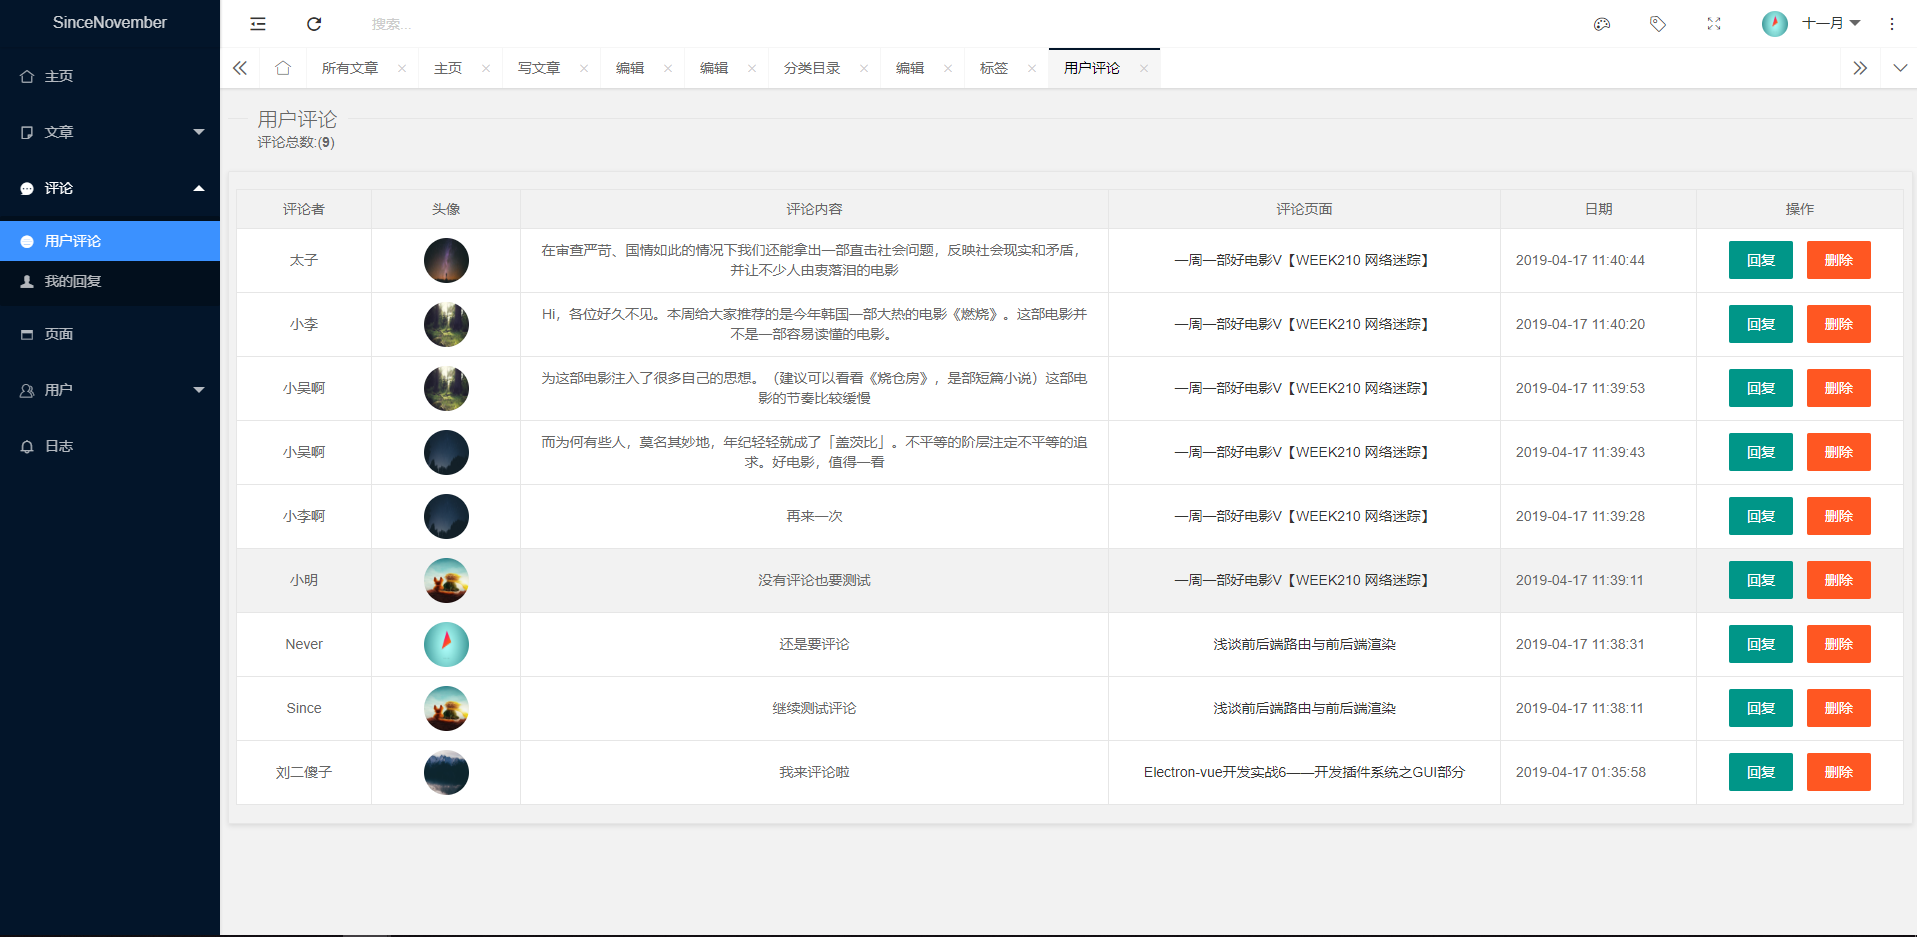 SinceNovember
搜索...
十一月
主页
文章
评论
用户评论
我的回复
页面
用户
日志
所有文章
主页
写文章
编辑
编辑
分类目录
编辑
标签
用户评论
用户评论
评论总数:(9)
评论者 头像 评论内容 评论页面 日期 操作
太子 在审查严苛、国情如此的情况下我们还能拿出一部直击社会问题，反映社会现实和矛盾，
并让不少人由衷落泪的电影 一周一部好电影V【WEEK210 网络迷踪】 2019-04-17 11:40:44 回复 删除
小李 Hi，各位好久不见。本周给大家推荐的是今年韩国一部大热的电影《燃烧》。这部电影并
不是一部容易读懂的电影。 一周一部好电影V【WEEK210 网络迷踪】 2019-04-17 11:40:20 回复 删除
小吴啊 为这部电影注入了很多自己的思想。（建议可以看看《烧仓房》，是部短篇小说）这部电
影的节奏比较缓慢 一周一部好电影V【WEEK210 网络迷踪】 2019-04-17 11:39:53 回复 删除
小吴啊 而为何有些人，莫名其妙地，年纪轻轻就成了「盖茨比」。不平等的阶层注定不平等的追
求。好电影，值得一看 一周一部好电影V【WEEK210 网络迷踪】 2019-04-17 11:39:43 回复 删除
小李啊 再来一次 一周一部好电影V【WEEK210 网络迷踪】 2019-04-17 11:39:28 回复 删除
小明 没有评论也要测试 一周一部好电影V【WEEK210 网络迷踪】 2019-04-17 11:39:11 回复 删除
Never 还是要评论 浅谈前后端路由与前后端渲染 2019-04-17 11:38:31 回复 删除
Since 继续测试评论 浅谈前后端路由与前后端渲染 2019-04-17 11:38:11 回复 删除
刘二傻子 我来评论啦 Electron-vue开发实战6——开发插件系统之GUI部分 2019-04-17 01:35:58 回复 删除